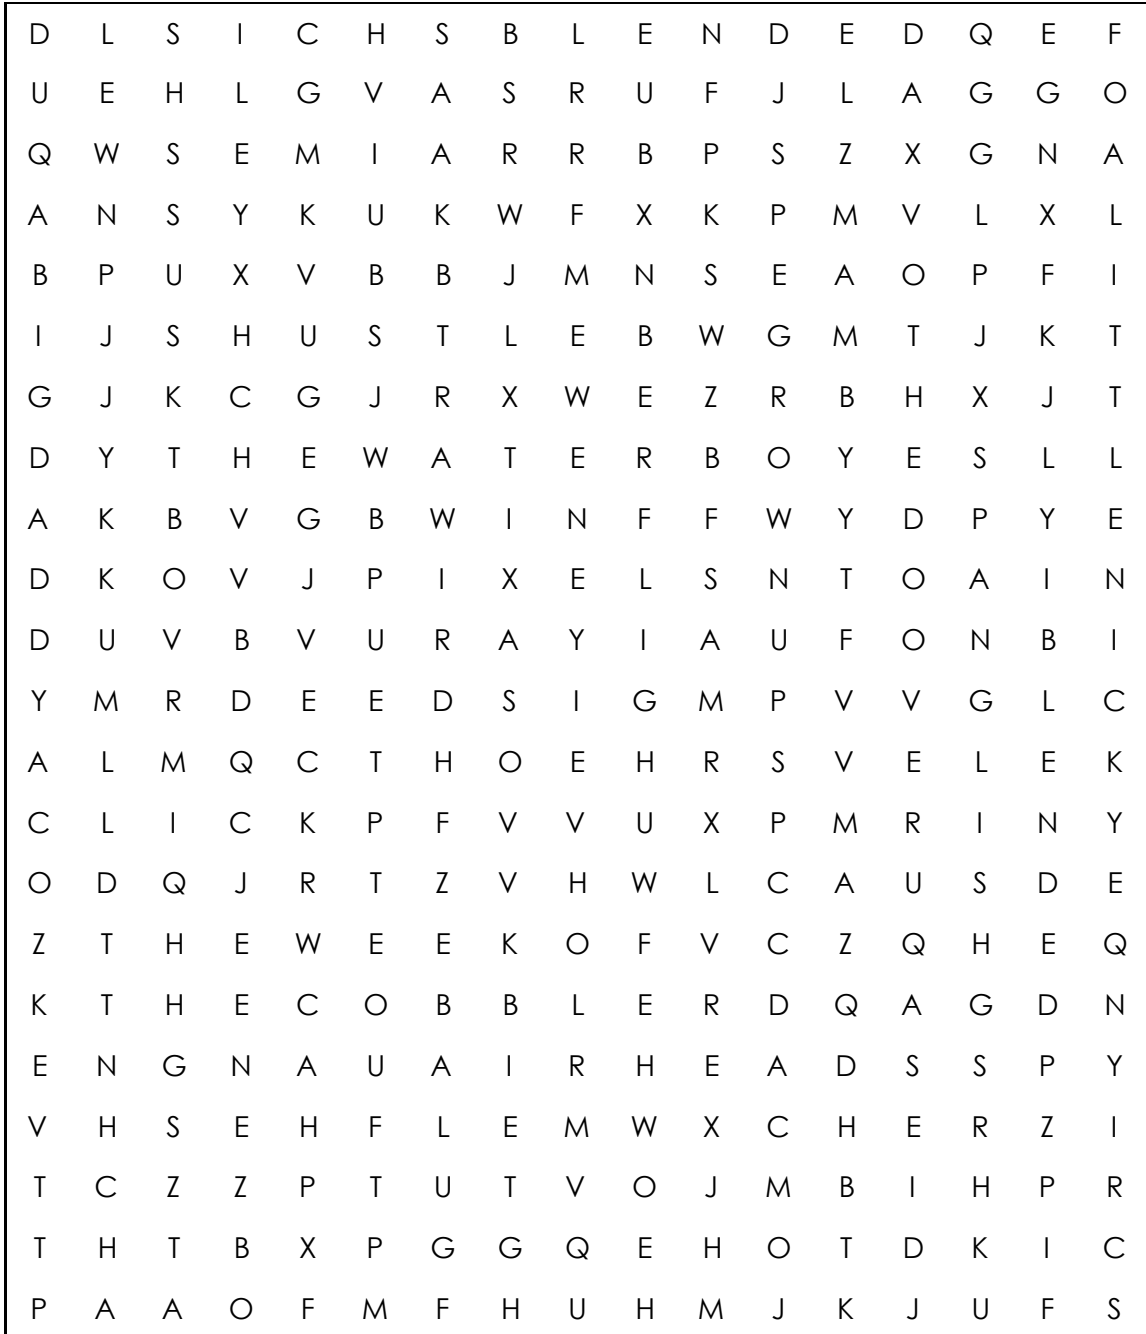 D L S I C H S B L E N D E D Q E F
U E H L G V A S R U F J L A G G O
Q W S E M I A R R B P S Z X G N A
A N S Y K U K W F X K P M V L X L
B P U X V B B J M N S E A O P F I
I J S H U S T L E B W G M T J K T
G J K C G J R X W E Z R B H X J T
D Y T H E W A T E R B O Y E S L L
A K B V G B W I N F F W Y D P Y E
D K O V J P I X E L S N T O A I N
D U V B V U R A Y I A U F O N B I
Y M R D E E D S I G M P V V G L C
A L M Q C T H O E H R S V E L E K
C L I C K P F V V U X P M R I N Y
O D Q J R T Z V H W L C A U S D E
Z T H E W E E K O F V C Z Q H E Q
K T H E C O B B L E R D Q A G D N
E N G N A U A I R H E A D S S P Y
V H S E H F L E M W X C H E R Z I
T C Z Z P T U T V O J M B I H P R
T H T B X P G G Q E H O T D K I C
P A A O F M F H U H M J K J U F S